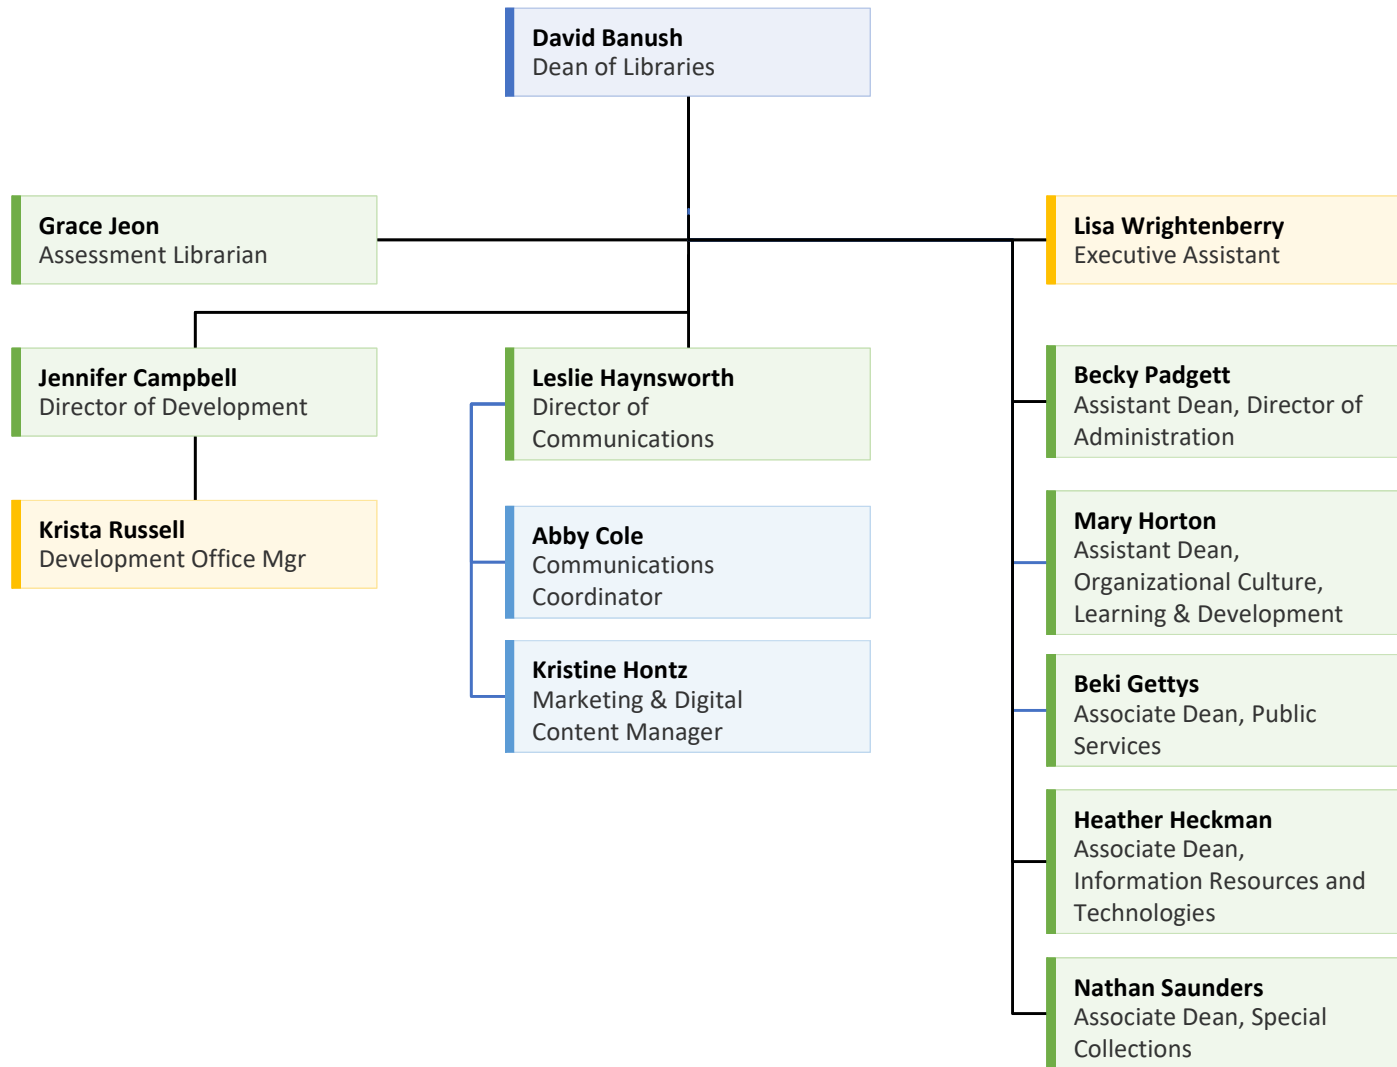 David Banush
Dean of Libraries
Grace Jeon
Assessment Librarian
Lisa Wrightenberry
Executive Assistant
Jennifer Campbell
Director of Development
Krista Russell
Development Office Mgr
Leslie Haynsworth
Director of
Communications
Abby Cole
Communications
Coordinator
Kristine Hontz
Marketing & Digital
Content Manager
Becky Padgett
Assistant Dean, Director of
Administration
Mary Horton
Assistant Dean,
Organizational Culture,
Learning & Development
Beki Gettys
Associate Dean, Public
Services
Heather Heckman
Associate Dean,
Information Resources and
Technologies
Nathan Saunders
Associate Dean, Special
Collections